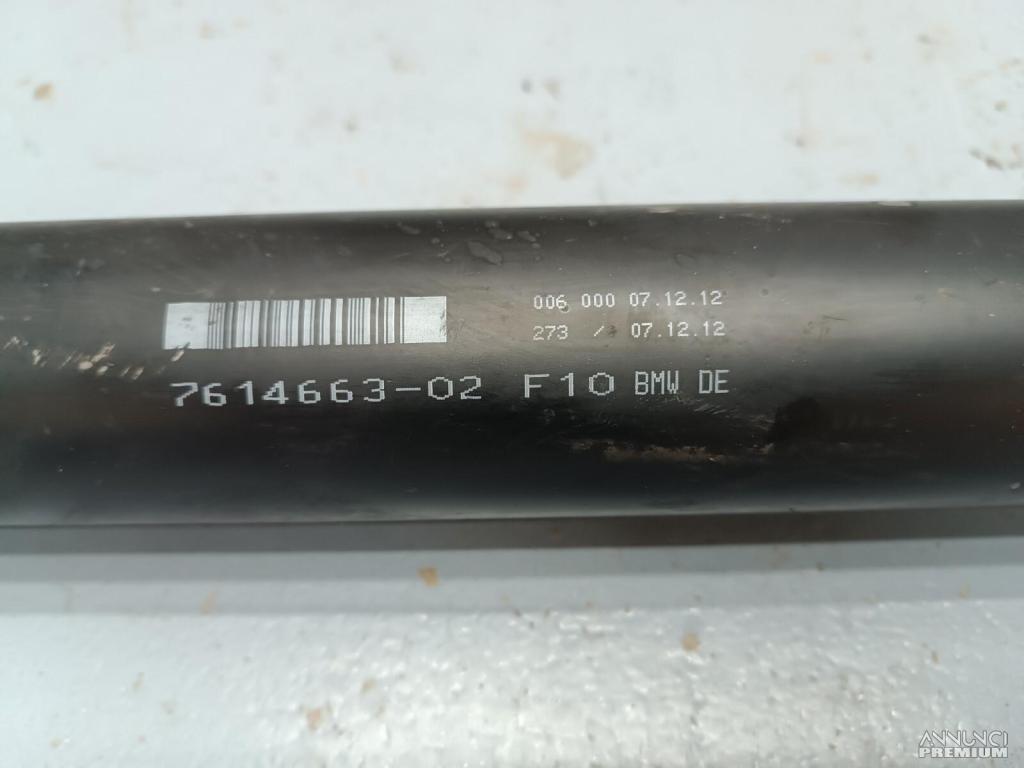 006 000 07.12.12
273 / 07.12.12
7614663-02 F10 BMW DE
ANNUNCI
PREMIUM